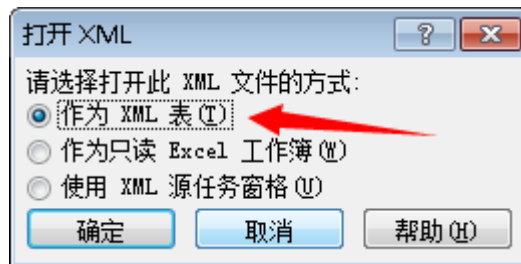 打开 XML
请选择打开此 XML 文件的方式:
作为 XML 表(T)
作为只读 Excel 工作簿(W)
使用 XML 源任务窗格(U)
确定 取消 帮助(H)